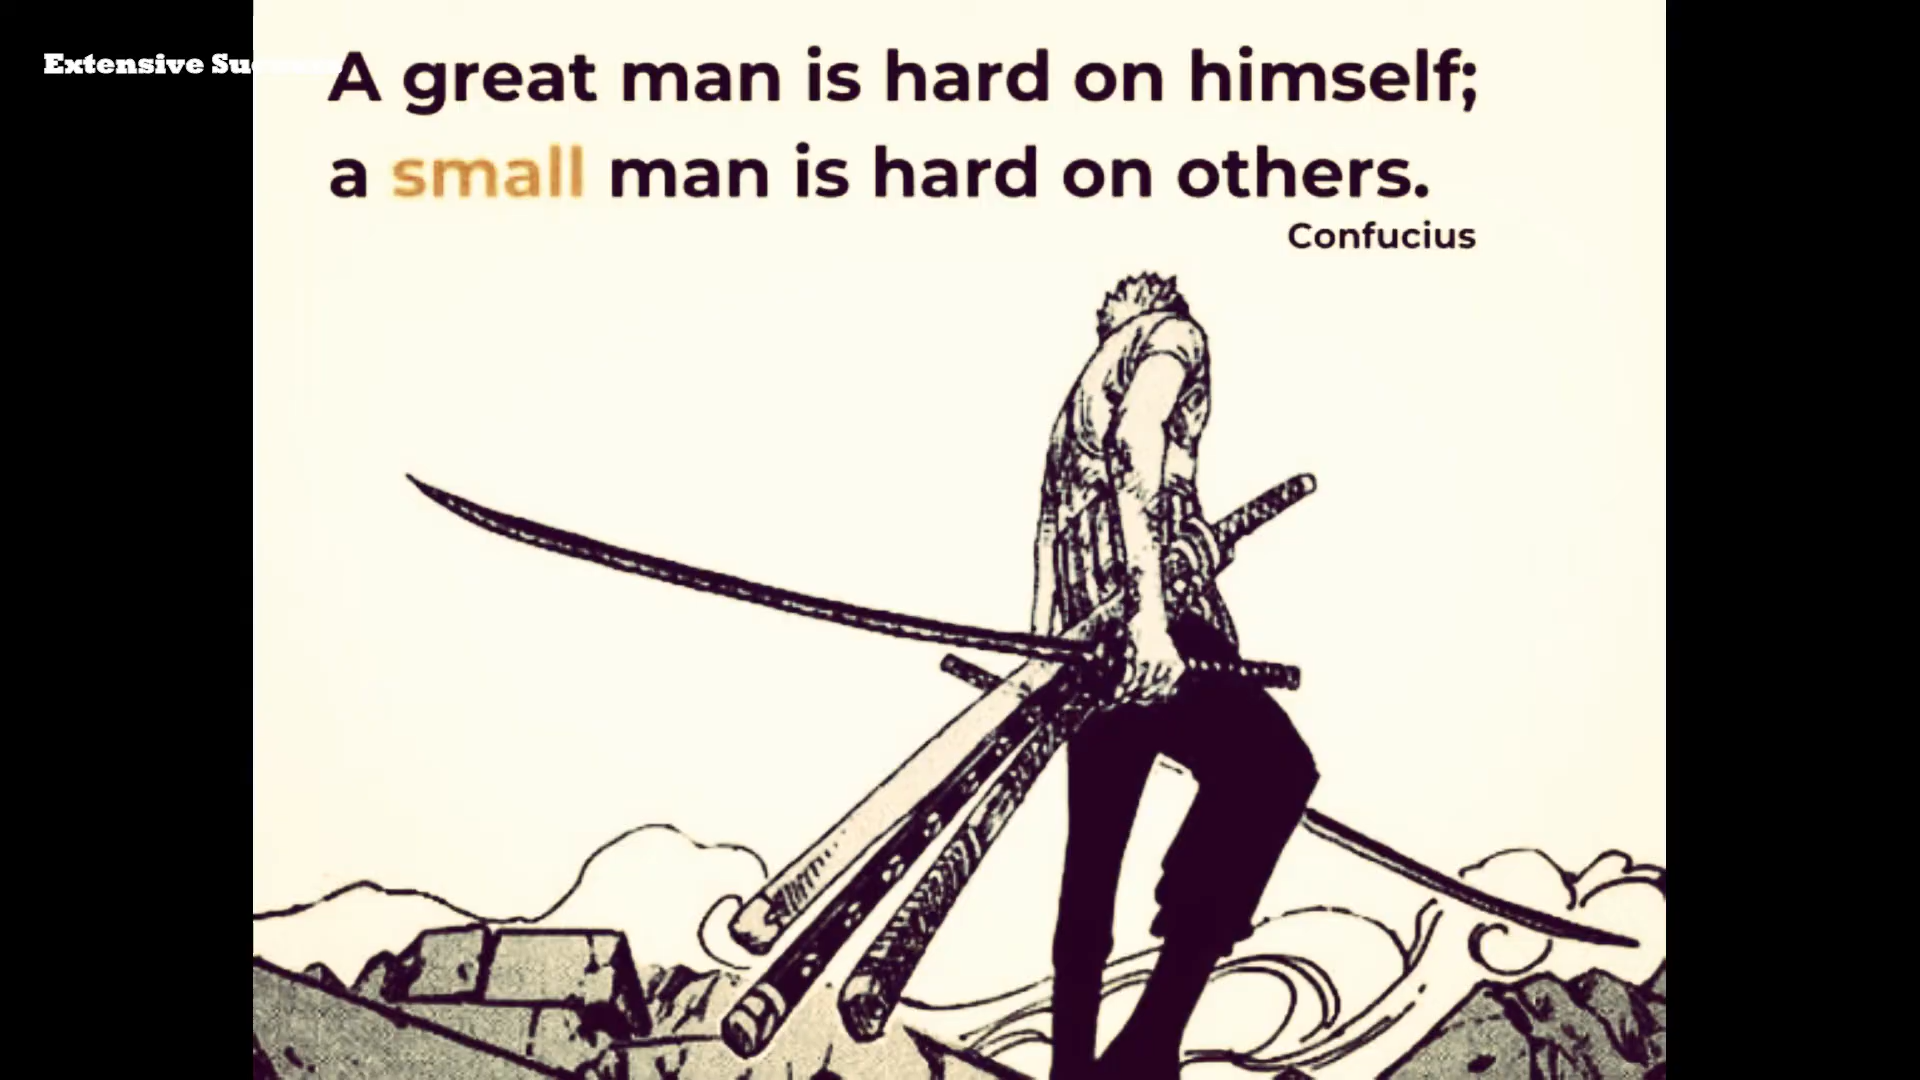 Extensive
A great man is hard on himself;
a small man is hard on others.
Confucius